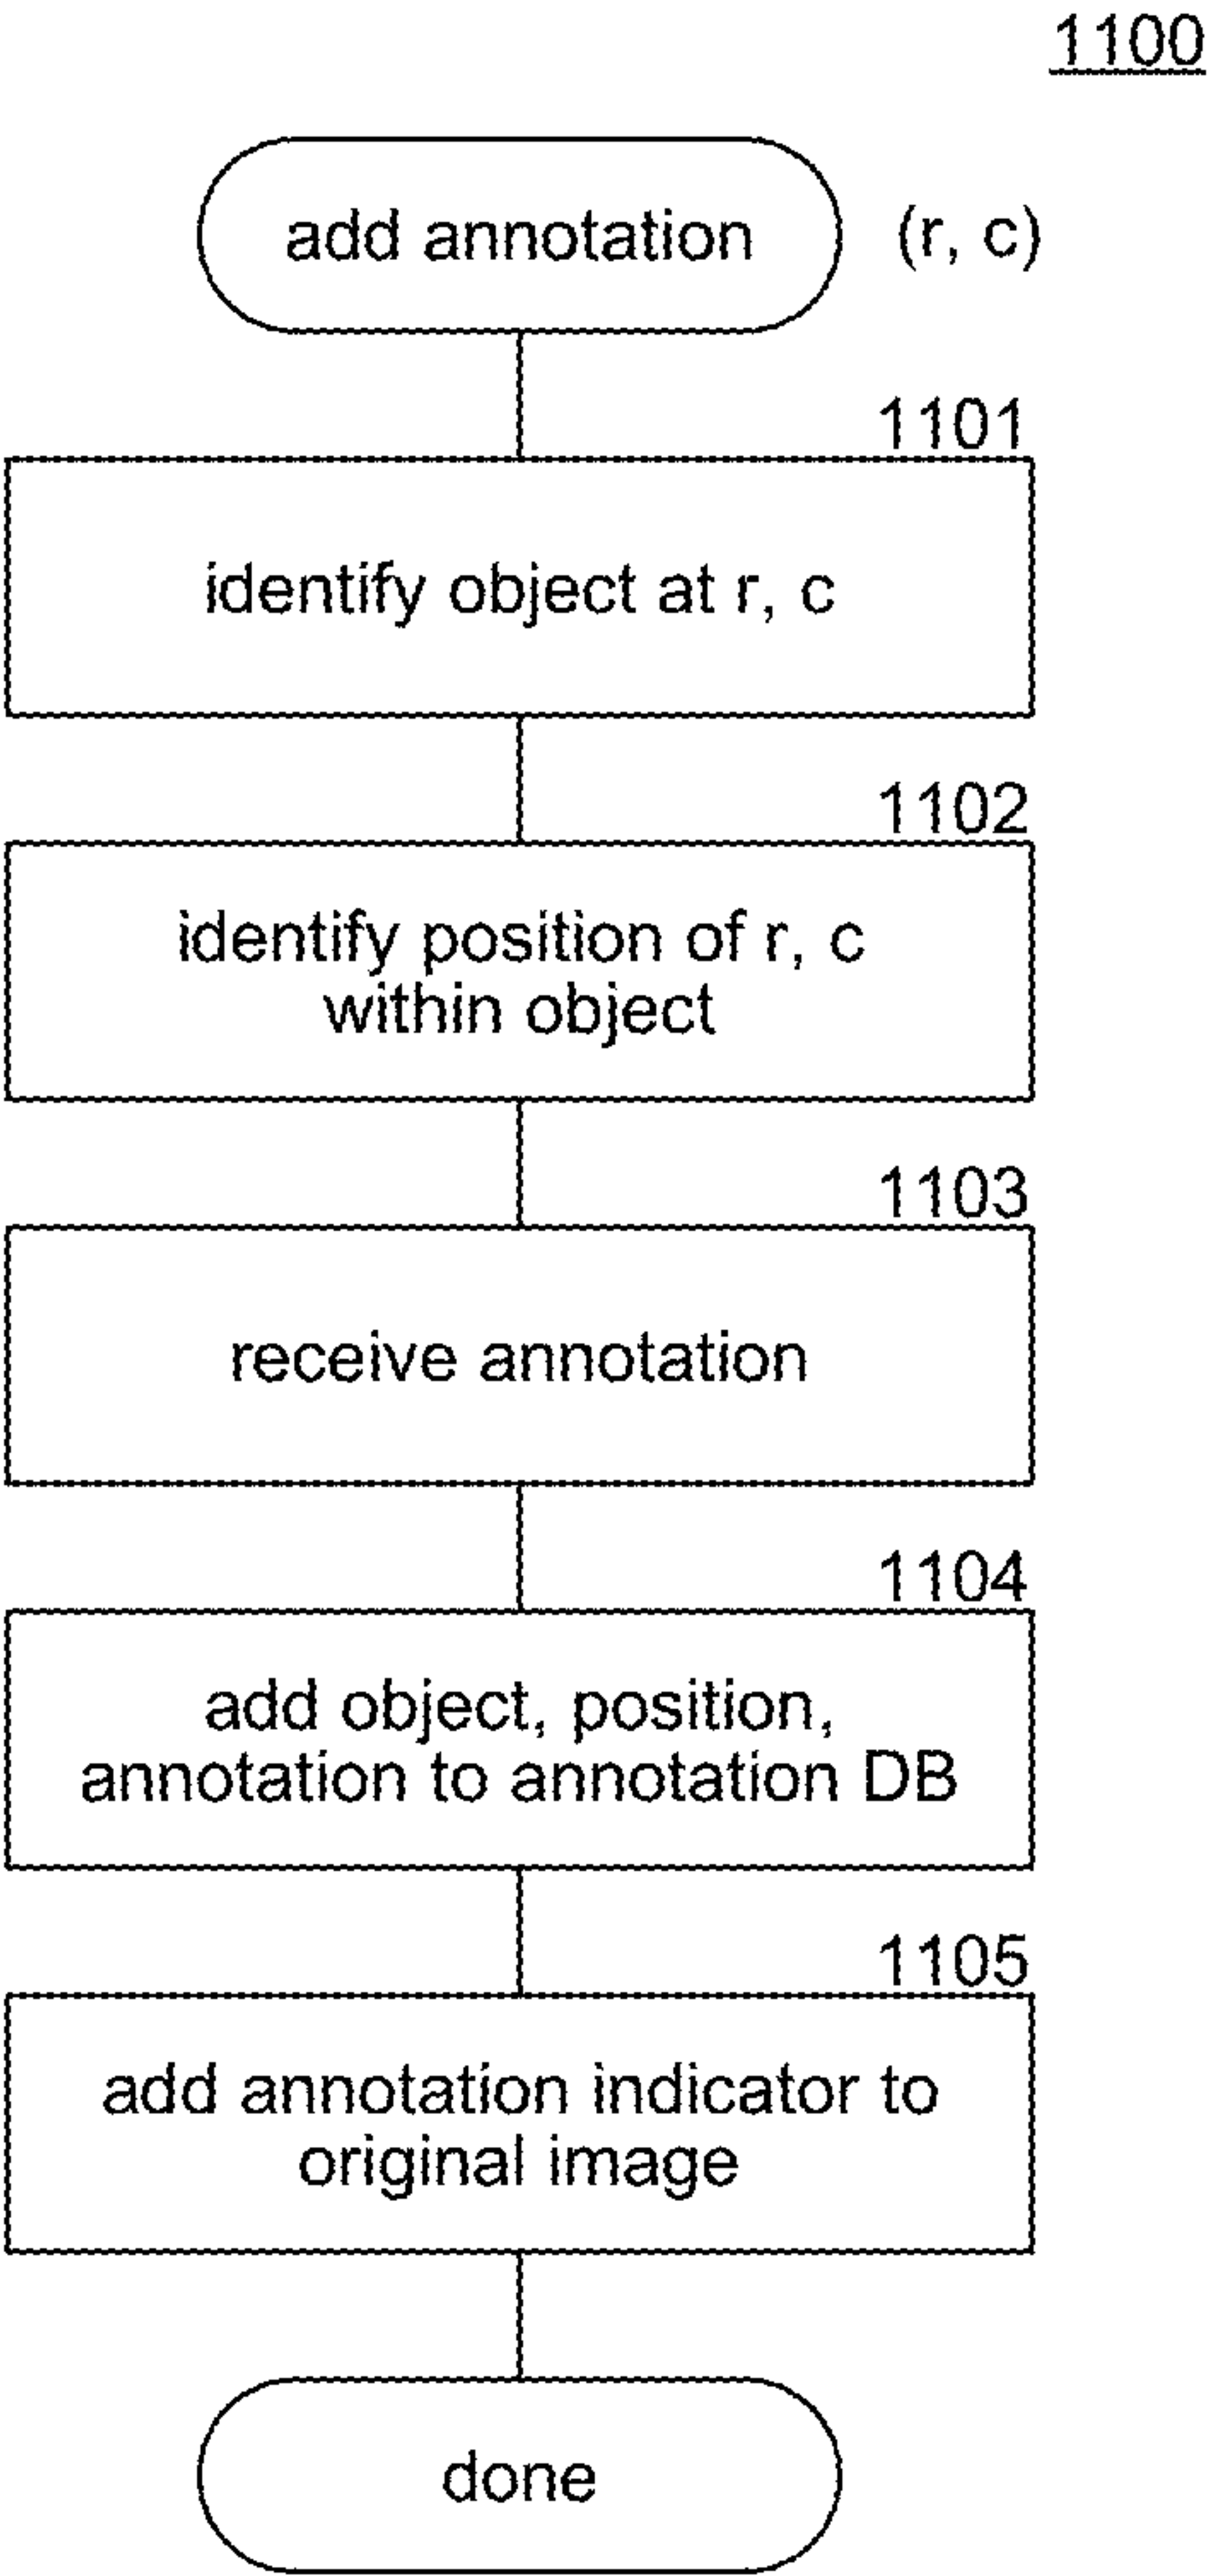 1100
add annotation (r, c)
1101
identify object at r, c
1102
identify position of r, c
within object
1103
receive annotation
1104
add object, position,
annotation to annotation DB
1105
add annotation indicator to
original image
done